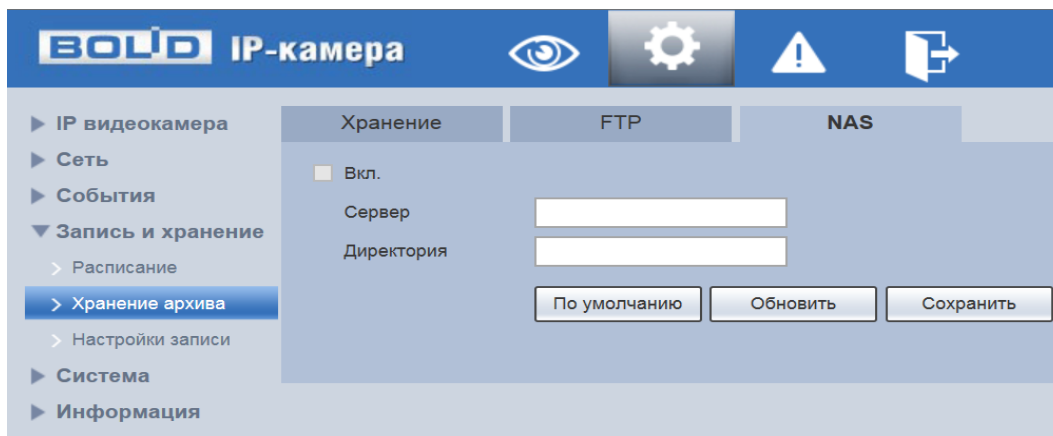 BOLID IP-камера
IP видеокамера
Сеть
События
Запись и хранение
Расписание
Хранение архива
Настройки записи
Система
Информация
Хранение FTP NAS
Вкл.
Сервер
Директория
По умолчанию Обновить Сохранить